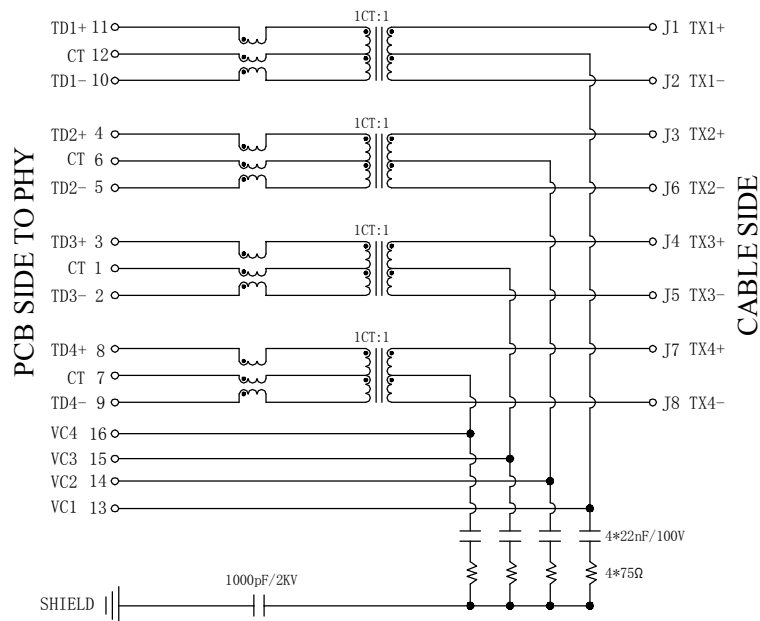 1CT:1
TD1+ 11 J1 TX1+
CT 12
TD1- 10 J2 TX1-
1CT:1
TD2+ 4 J3 TX2+
CT 6
TD2- 5 J6 TX2-
1CT:1
TD3+ 3 J4 TX3+
CT 1
TD3- 2 J5 TX3-
1CT:1
TD4+ 8 J7 TX4+
CT 7
TD4- 9 J8 TX4-
PCB SIDE TO PHY
CABLE SIDE
VC4 16
VC3 15
VC2 14
VC1 13
4*22nF/100V
4*75Ω
1000pF/2KV
SHIELD